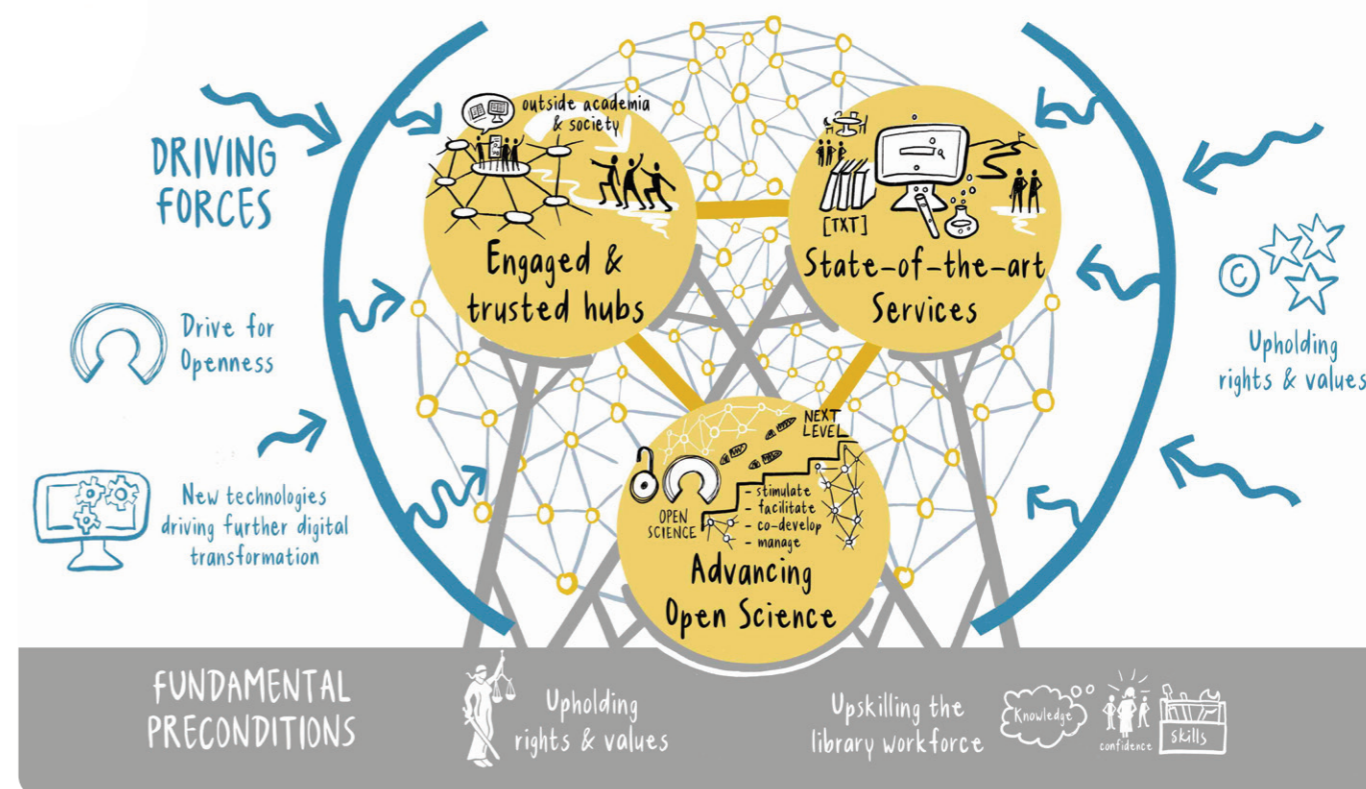 DRIVING
FORCES
Drive for
Openness
New technologies
driving further digital
transformation
outside academia
& society
Engaged &
trusted hubs
[TXT]
State-of-the-art
Services
NEXT
LEVEL
OPEN
SCIENCE
- stimulate
- facilitate
- co-develop
- manage
Advancing
Open Science
©
Upholding
rights & values
FUNDAMENTAL
PRECONDITIONS
Upholding
rights & values
Upskilling the
library workforce
Knowledge
confidence
skills